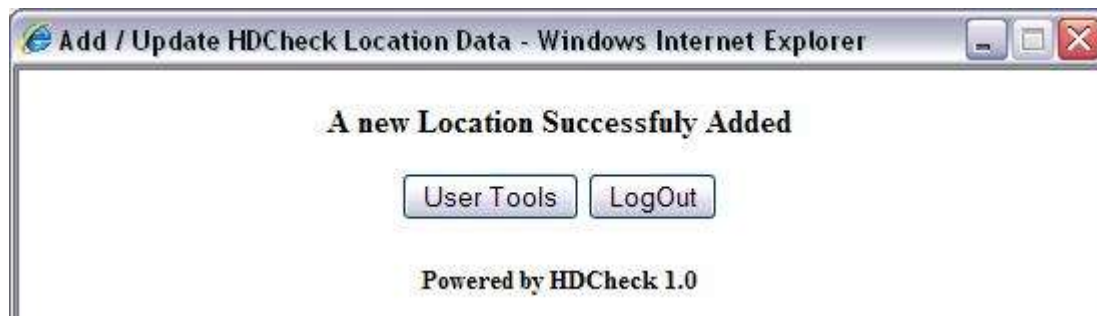 Add / Update HDCheck Location Data - Windows Internet Explorer
A new Location Successfuly Added
User Tools LogOut
Powered by HDCheck 1.0